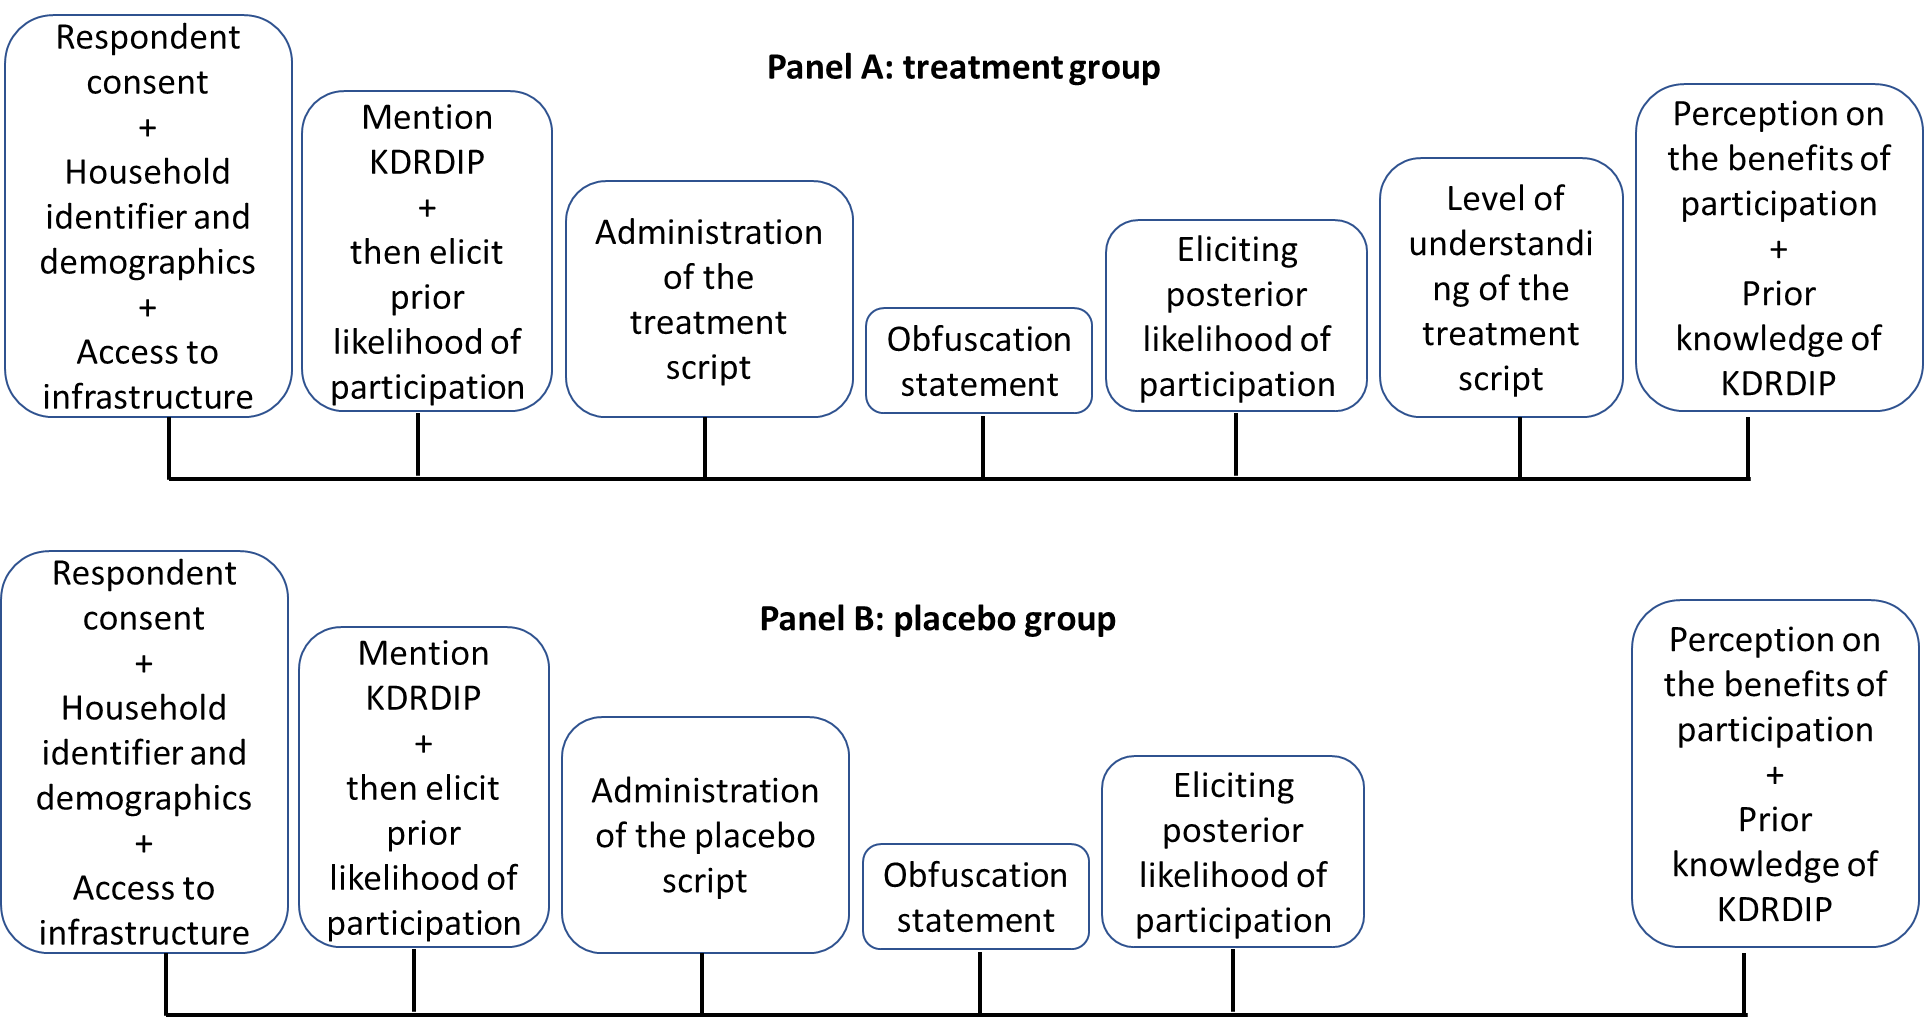 Panel A: treatment group
Respondent
consent
+
Household
identifier and
demographics
+
Access to
infrastructure
Mention
KDRDIP
+
then elicit
prior
likelihood of
participation
Administration
of the
treatment
script
Obfuscation
statement
Eliciting
posterior
likelihood of
participation
Level of
understandi
ng of the
treatment
script
Perception on
the benefits of
participation
+
Prior
knowledge of
KDRDIP
Panel B: placebo group
Respondent
consent
+
Household
identifier and
demographics
+
Access to
infrastructure
Mention
KDRDIP
+
then elicit
prior
likelihood of
participation
Administration
of the placebo
script
Obfuscation
statement
Eliciting
posterior
likelihood of
participation
Perception on
the benefits of
participation
+
Prior
knowledge of
KDRDIP